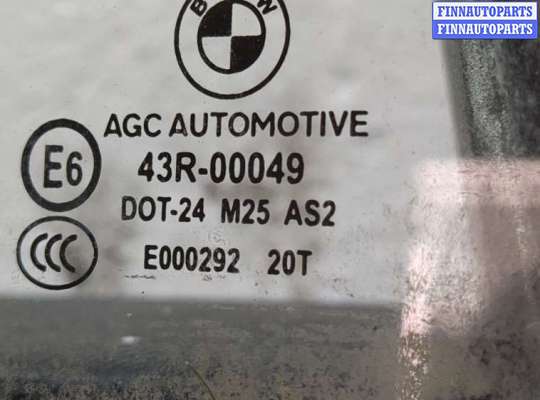 FINNAUTOPARTS
FINNAUTOPARTS
AGC AUTOMOTIVE
E6 43R-00049
DOT-24 M25 AS2
CCC E000292 20T